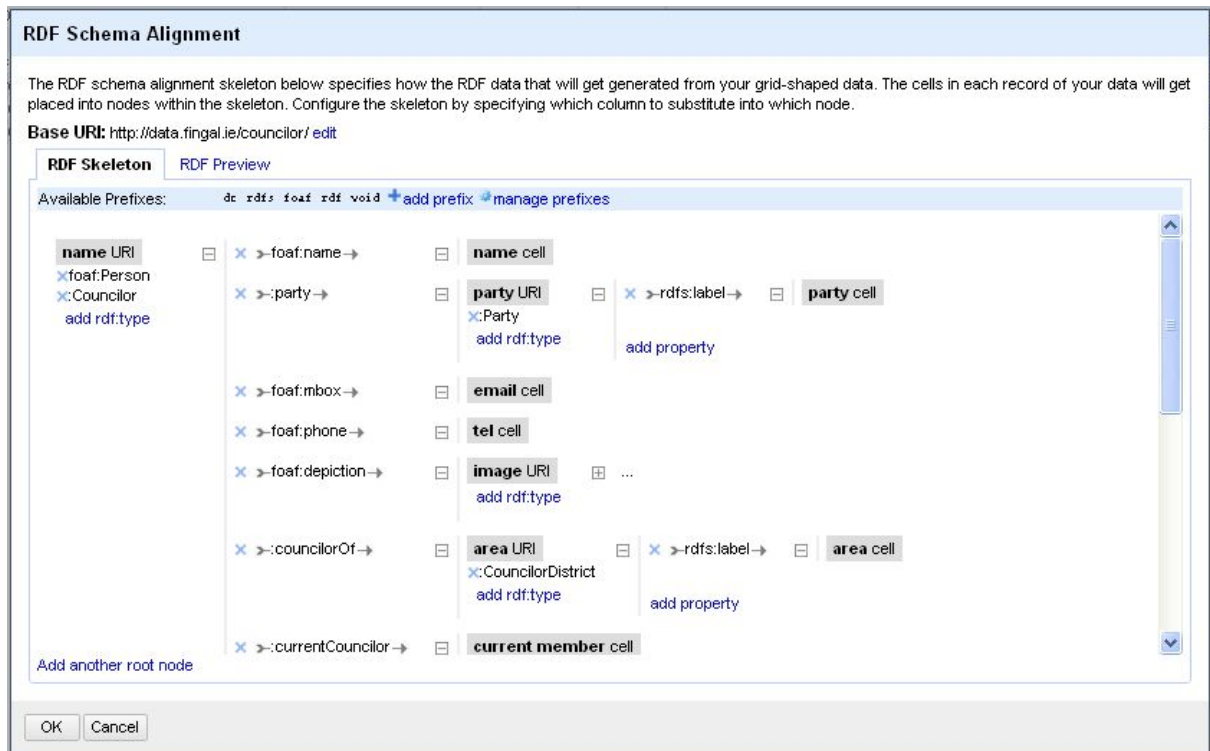 RDF Schema Alignment
The RDF schema alignment skeleton below specifies how the RDF data that will get generated from your grid-shaped data. The cells in each record of your data will get
placed into nodes within the skeleton. Configure the skeleton by specifying which column to substitute into which node.
Base URI: http://data.fingal.ie/councilor/ edit
RDF Skeleton RDF Preview
Available Prefixes: dc rdfs foaf rdf void add prefix manage prefixes
name URI foaf:name name cell
foaf:Person
:Councilor :party party URI rdfs:label party cell
add rdf:type :Party
add rdf:type add property
foaf:mbox email cell
foaf:phone tel cell
foaf:depiction image URI ...
add rdf:type
:councilorOf area URI rdfs:label area cell
:CouncilorDistrict
add rdf:type add property
:currentCouncilor current member cell
Add another root node
OK Cancel